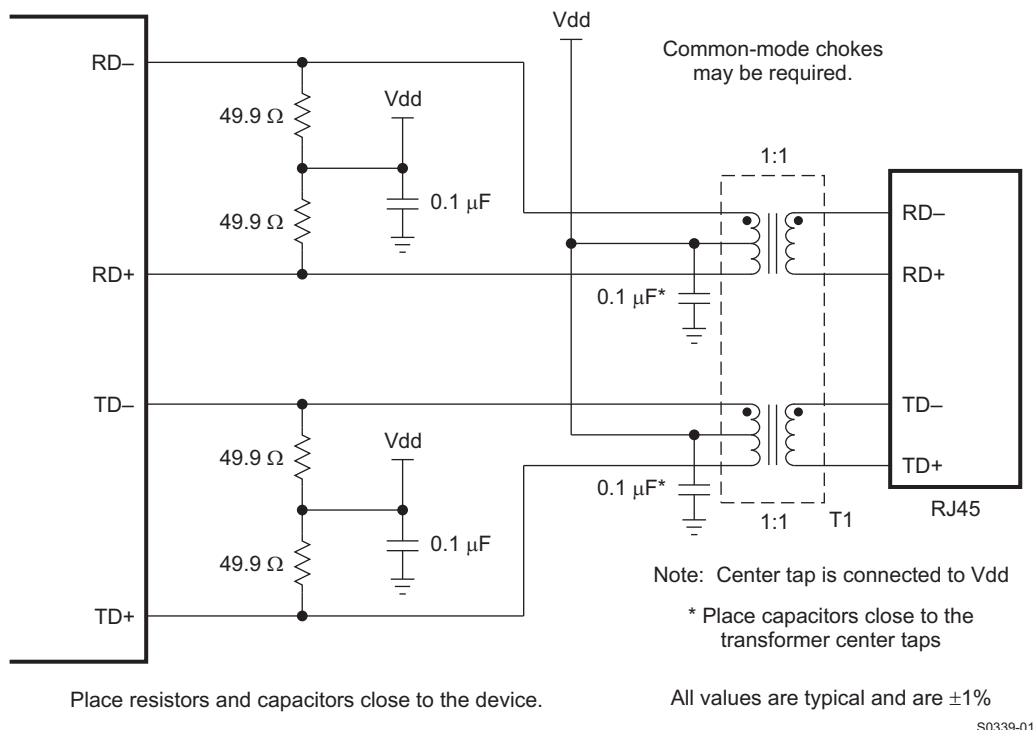 Vdd
Common-mode chokes
may be required.
RD–
49.9 Ω
Vdd
0.1 μF
49.9 Ω
RD+
1:1
RD–
RD+
0.1 μF*
TD–
49.9 Ω
Vdd
0.1 μF
49.9 Ω
TD+
TD–
TD+
0.1 μF*
1:1
T1
RJ45
Note: Center tap is connected to Vdd
* Place capacitors close to the
transformer center taps
Place resistors and capacitors close to the device.
All values are typical and are ±1%
S0339-01